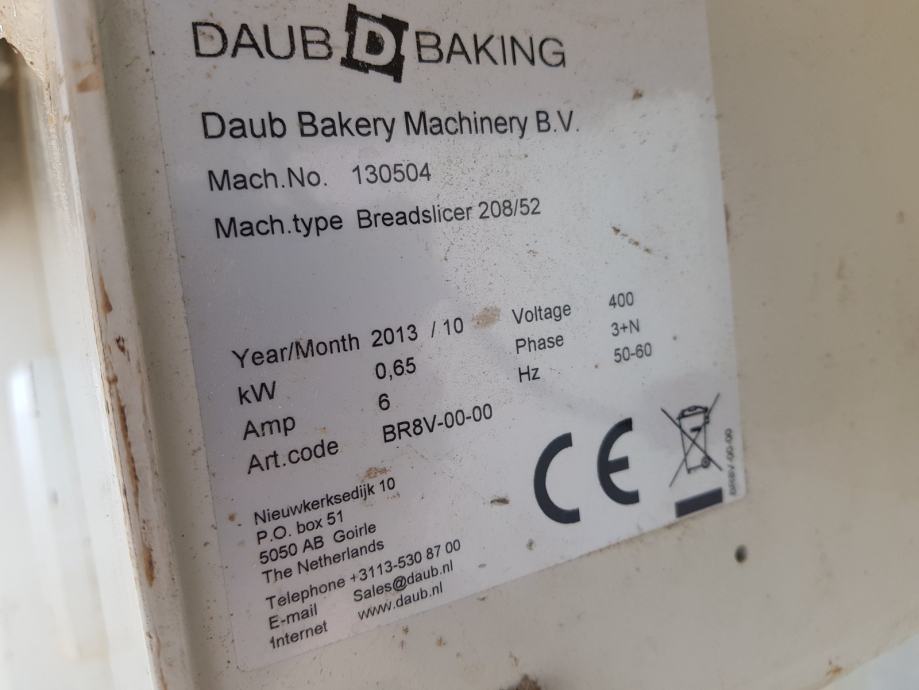 DAUB D BAKING
Daub Bakery Machinery B.V.
Mach.No. 130504
Mach.type Breadslicer 208/52
Year/Month 2013 / 10 Voltage 400
kW 0,65 Phase 3+N
Amp 6 Hz 50-60
Art.code BR8V-00-00
CE
BR8V-00-00
Nieuwkerksedijk 10
P.O. box 51
5050 AB Goirle
The Netherlands
Telephone +3113-530 87 00
E-mail Sales@daub.nl
Internet www.daub.nl